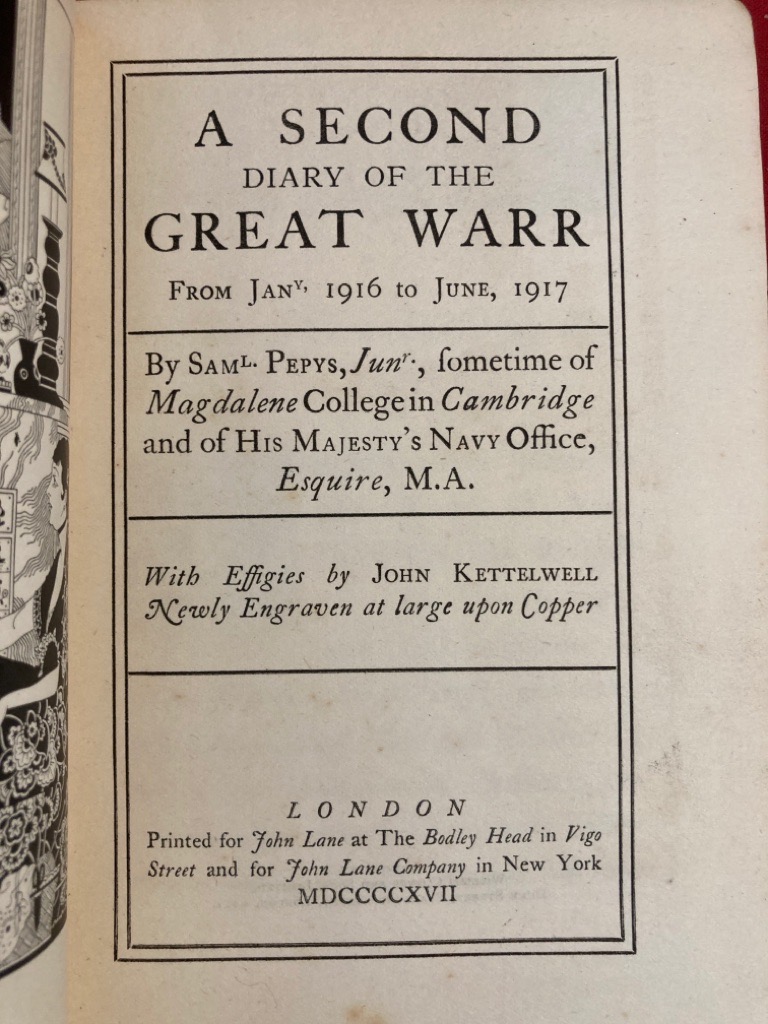 A SECOND
DIARY OF THE
GREAT WARR
FROM JANY, 1916 to JUNE, 1917
By SAML. PEPYS, Junr., ſometime of
Magdalene College in Cambridge
and of HIS MAJESTY'S NAVY Office,
Esquire, M.A.
With Effigies by JOHN KETTELWELL
Newly Engraven at large upon Copper
LONDON
Printed for John Lane at The Bodley Head in Vigo
Street and for John Lane Company in New York
MDCCCCXVII